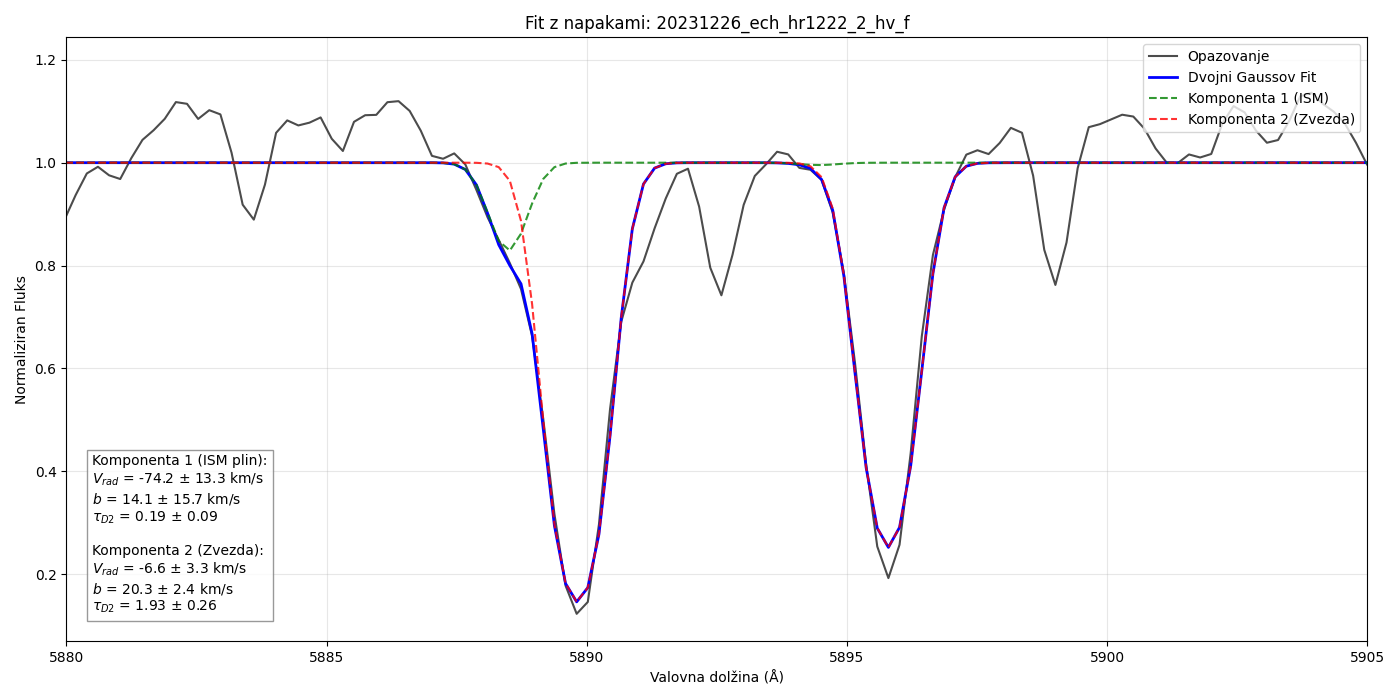 Fit z napakami: 20231226_ech_hr1222_2_hv_f
Opazovanje
Dvojni Gaussov Fit
Komponenta 1 (ISM)
Komponenta 2 (Zvezda)
1.2
1.0
0.8
0.6
0.4
0.2
Normaliziran Fluks
Komponenta 1 (ISM plin):
V_rad = -74.2 ± 13.3 km/s
b = 14.1 ± 15.7 km/s
τ_D2 = 0.19 ± 0.09
Komponenta 2 (Zvezda):
V_rad = -6.6 ± 3.3 km/s
b = 20.3 ± 2.4 km/s
τ_D2 = 1.93 ± 0.26
5880 5885 5890 5895 5900 5905
Valovna dolžina (Å)